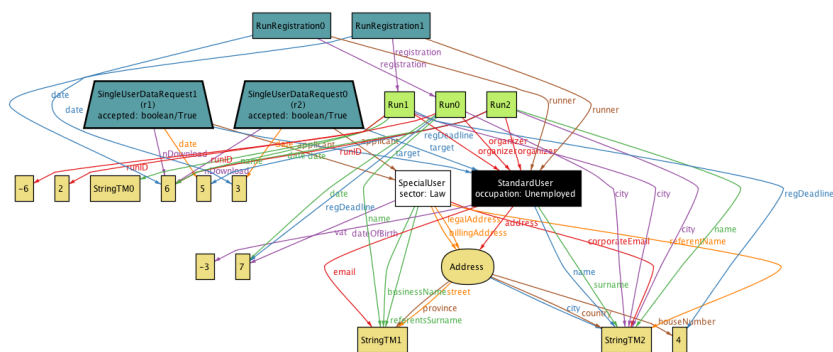 RunRegistration0
RunRegistration1
registration
registration
SingleUserDataRequest1
(r1)
accepted: boolean/True
SingleUserDataRequest0
(r2)
accepted: boolean/True
Run1
Run0
Run2
date
date
runner
runner
date
applicant
applicant
regDeadline
organizer
nDownload
date date
runID
target
target
organizer
organizer
runID
name
nDownload
-6
2
StringTM0
6
5
3
SpecialUser
sector: Law
StandardUser
occupation: Unemployed
city
city
regDeadline
date
regDeadline
name
legalAddress
billingAddress
address
city
name
corporateEmail
referentName
vat
dateOfBirth
-3
7
Address
email
name
surname
businessName
street
province
referentsSurname
city
country
houseNumber
StringTM1
StringTM2
4